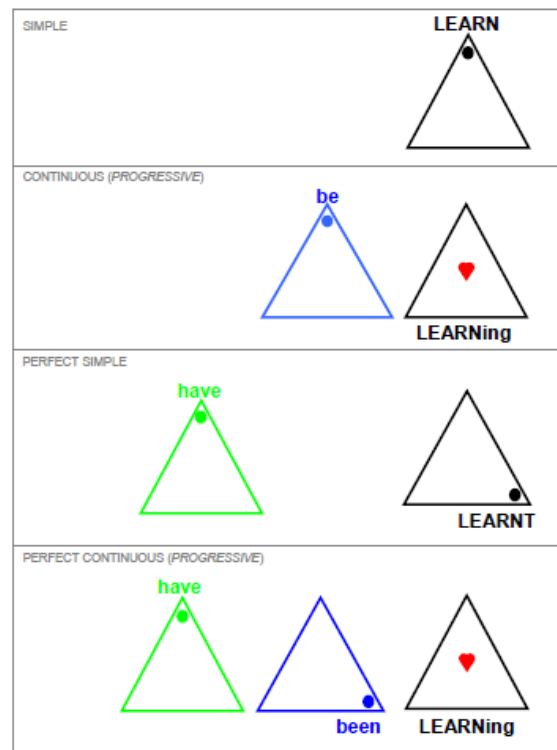 SIMPLE
LEARN
CONTINUOUS (PROGRESSIVE)
be
LEARNing
PERFECT SIMPLE
have
LEARNT
PERFECT CONTINUOUS (PROGRESSIVE)
have
been LEARNing